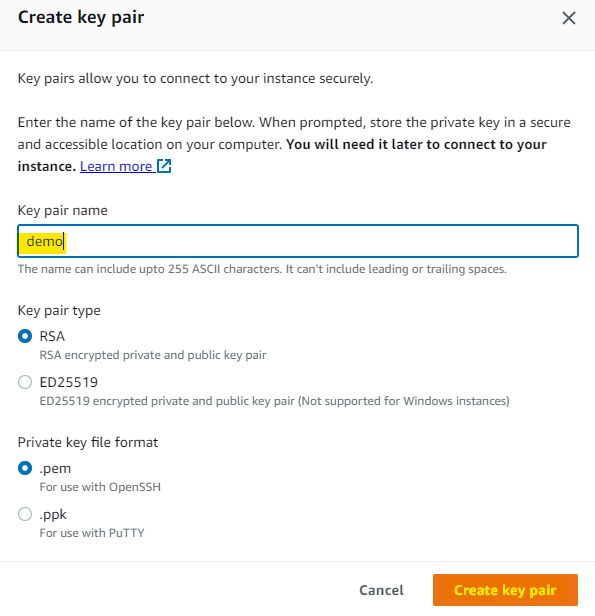 Create key pair
Key pairs allow you to connect to your instance securely.
Enter the name of the key pair below. When prompted, store the private key in a secure
and accessible location on your computer. You will need it later to connect to your
instance. Learn more
Key pair name
demo
The name can include upto 255 ASCII characters. It can't include leading or trailing spaces.
Key pair type
RSA
RSA encrypted private and public key pair
ED25519
ED25519 encrypted private and public key pair (Not supported for Windows instances)
Private key file format
.pem
For use with OpenSSH
.ppk
For use with PuTTY
Cancel
Create key pair